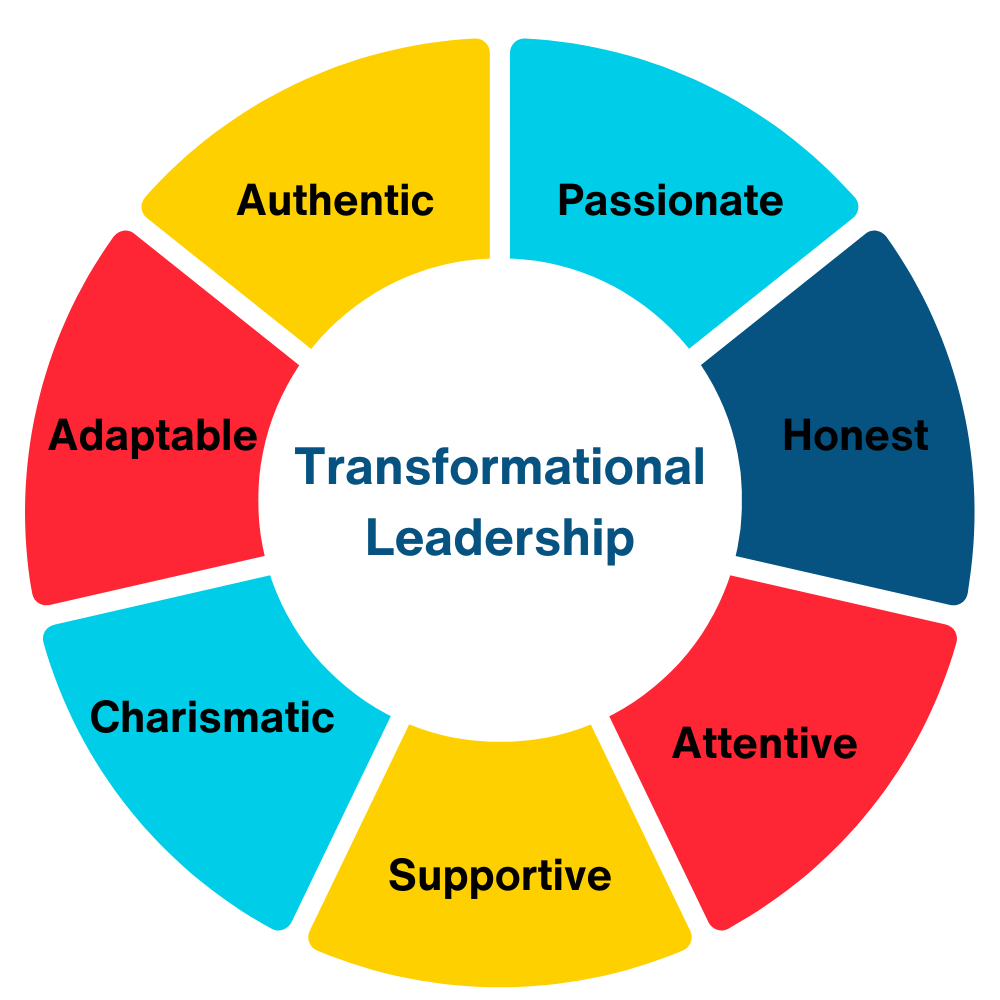 Authentic
Passionate
Adaptable
Honest
Transformational
Leadership
Charismatic
Attentive
Supportive